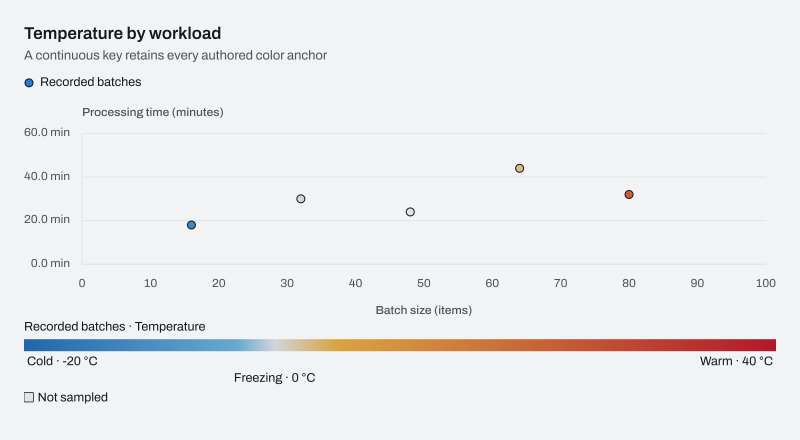 Temperature by workload
A continuous key retains every authored color anchor
Recorded batches
Processing time (minutes)
60.0 min
40.0 min
20.0 min
0.0 min
0 10 20 30 40 50 60 70 80 90 100
Batch size (items)
Recorded batches · Temperature
Cold · -20 °C Warm · 40 °C
Freezing · 0 °C
Not sampled